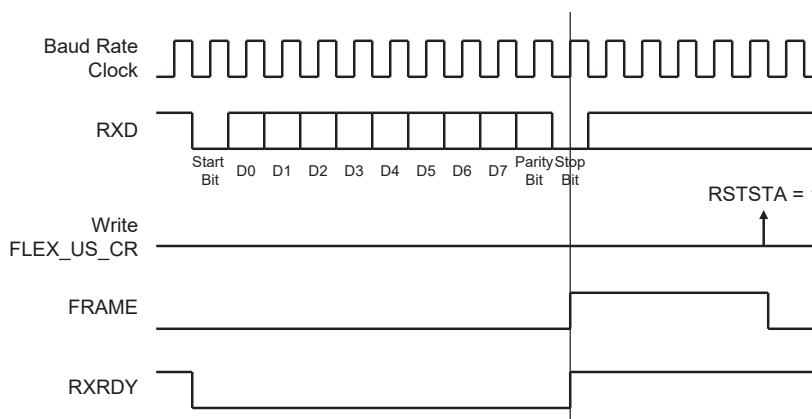 Baud Rate
Clock
RXD
Start
Bit
D0 D1 D2 D3 D4 D5 D6 D7
Parity
Bit
Stop
Bit
RSTSTA =
Write
FLEX_US_CR
FRAME
RXRDY